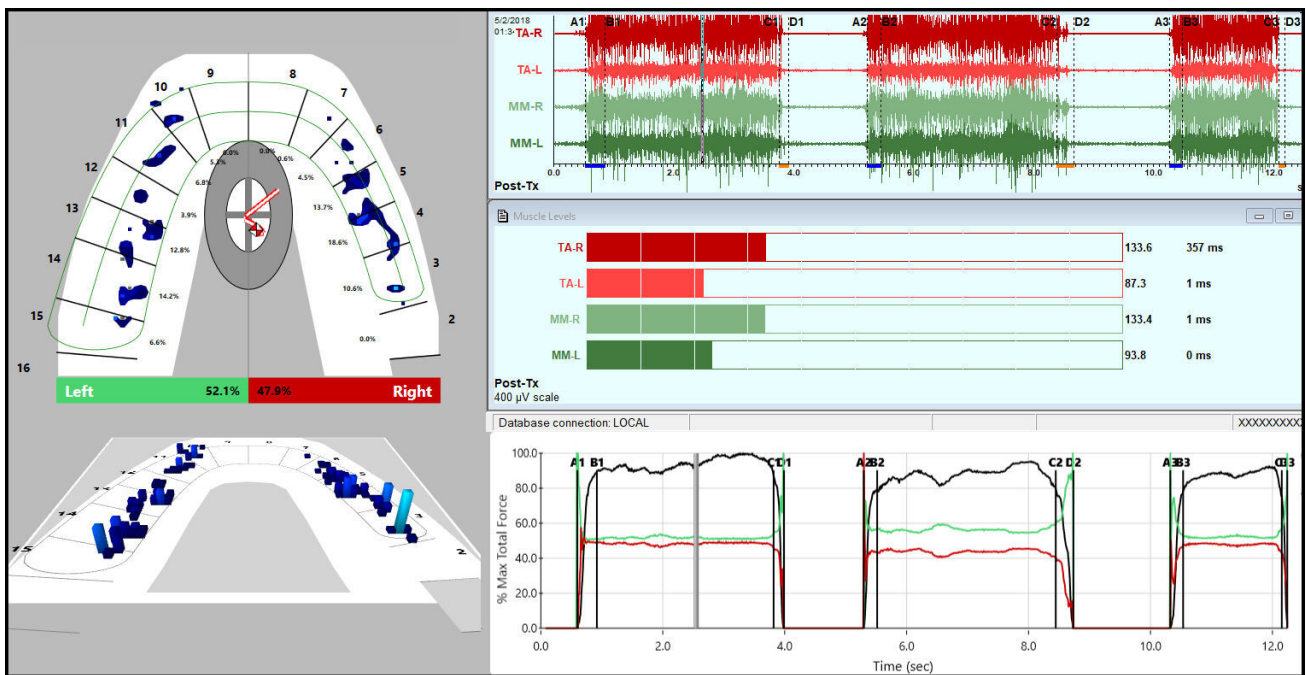 9
8
10
7
11
6
12
5
13
4
14
3
15
2
16
0.0%
0.0%
5.2%
0.6%
6.8%
4.5%
3.9%
13.7%
12.8%
18.6%
14.2%
10.6%
6.6%
0.0%
Left 52.1% 47.9% Right
15
14
3
2
5/2/2018
A1 B1 C1 D1 A2 B2 C2 D2 A3 B3 C3 D3
TA-R
TA-L
MM-R
MM-L
0.0 2.0 4.0 6.0 8.0 10.0 12.0
Post-Tx
Muscle Levels
TA-R 133.6 357 ms
TA-L 87.3 1 ms
MM-R 133.4 1 ms
MM-L 93.8 0 ms
Post-Tx
400 µV scale
Database connection: LOCAL XXXXXXXXXX
% Max Total Force
100.0
80.0
60.0
40.0
20.0
0.0
A1 B1 C1 D1 A2 B2 C2 D2 A3 B3
0.0 2.0 4.0 6.0 8.0 10.0 12.0
Time (sec)